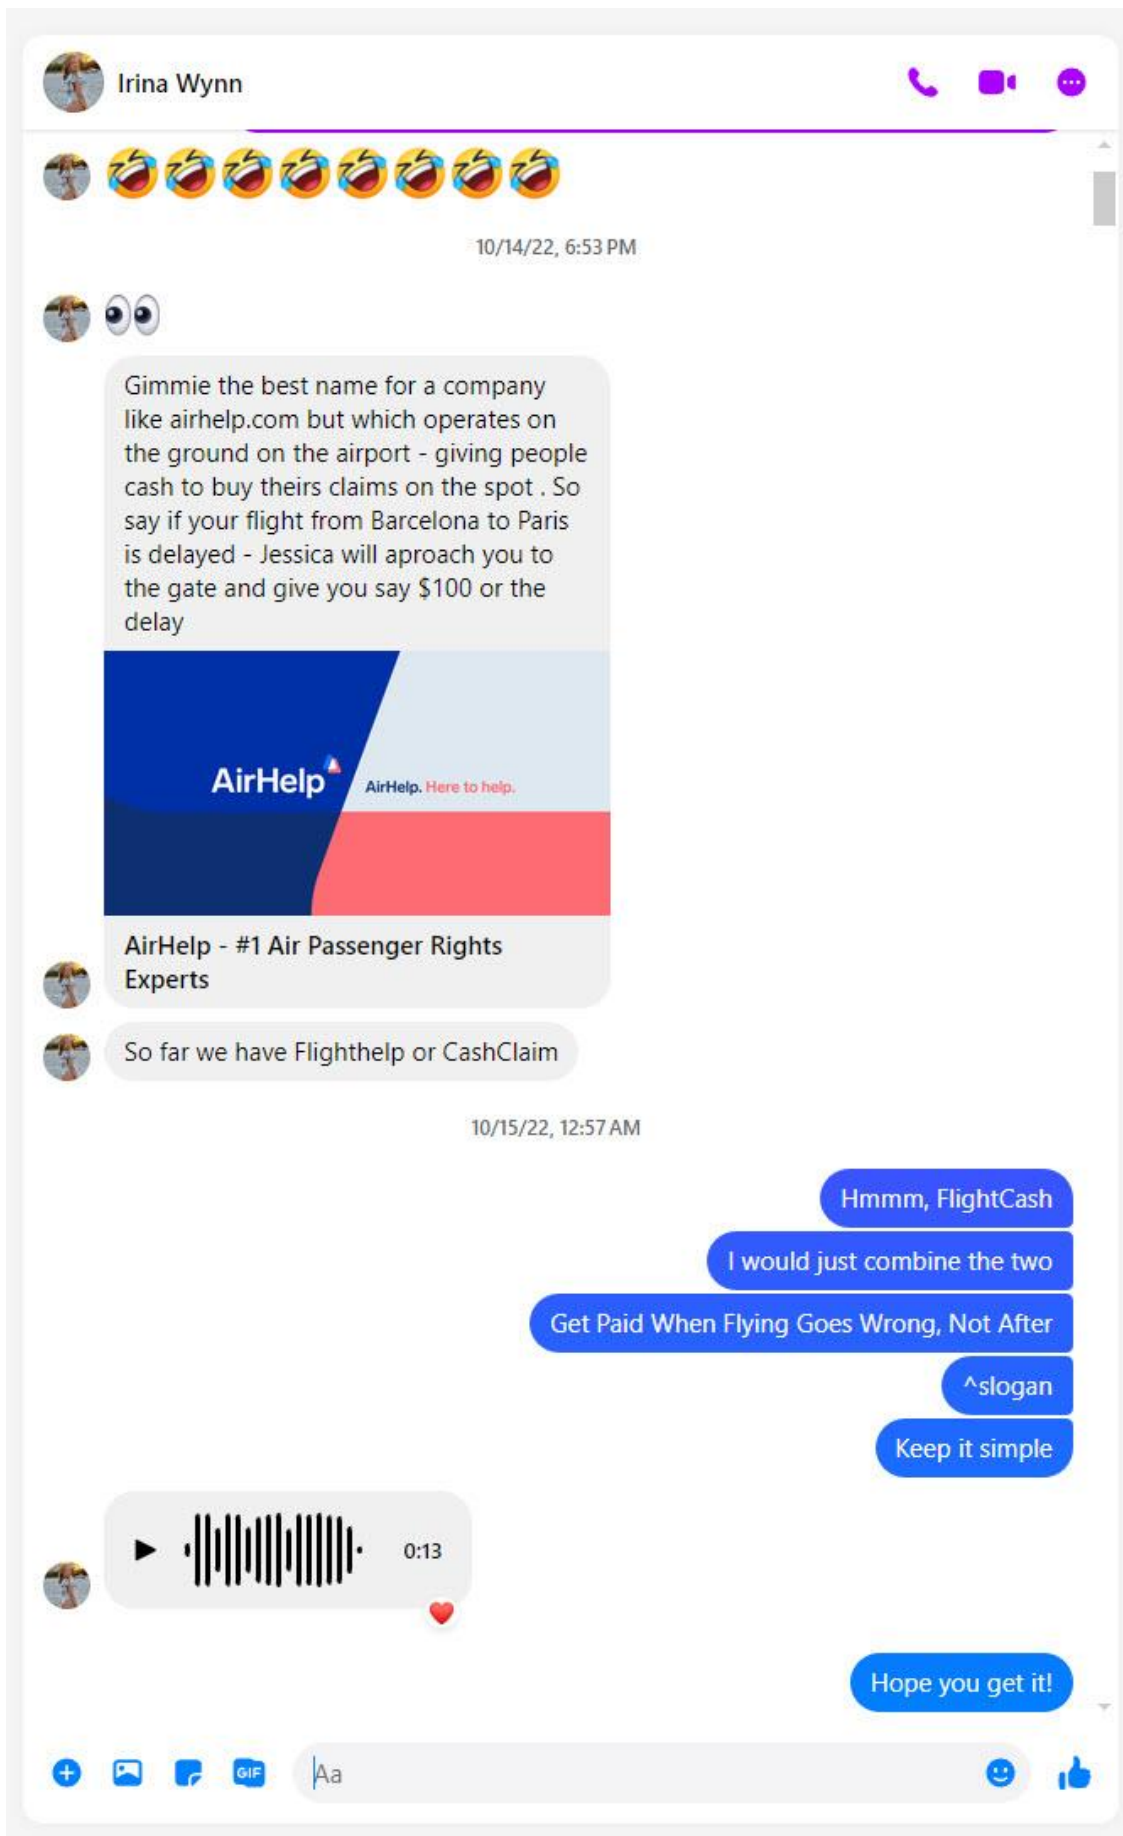 Irina Wynn
10/14/22, 6:53 PM
Gimmie the best name for a company
like airhelp.com but which operates on
the ground on the airport - giving people
cash to buy theirs claims on the spot . So
say if your flight from Barcelona to Paris
is delayed - Jessica will aproach you to
the gate and give you say $100 or the
delay
AirHelp
AirHelp. Here to help.
AirHelp - #1 Air Passenger Rights
Experts
So far we have Flighthelp or CashClaim
10/15/22, 12:57 AM
Hmmm, FlightCash
I would just combine the two
Get Paid When Flying Goes Wrong, Not After
^slogan
Keep it simple
0:13
Hope you get it!
GIF
Aa